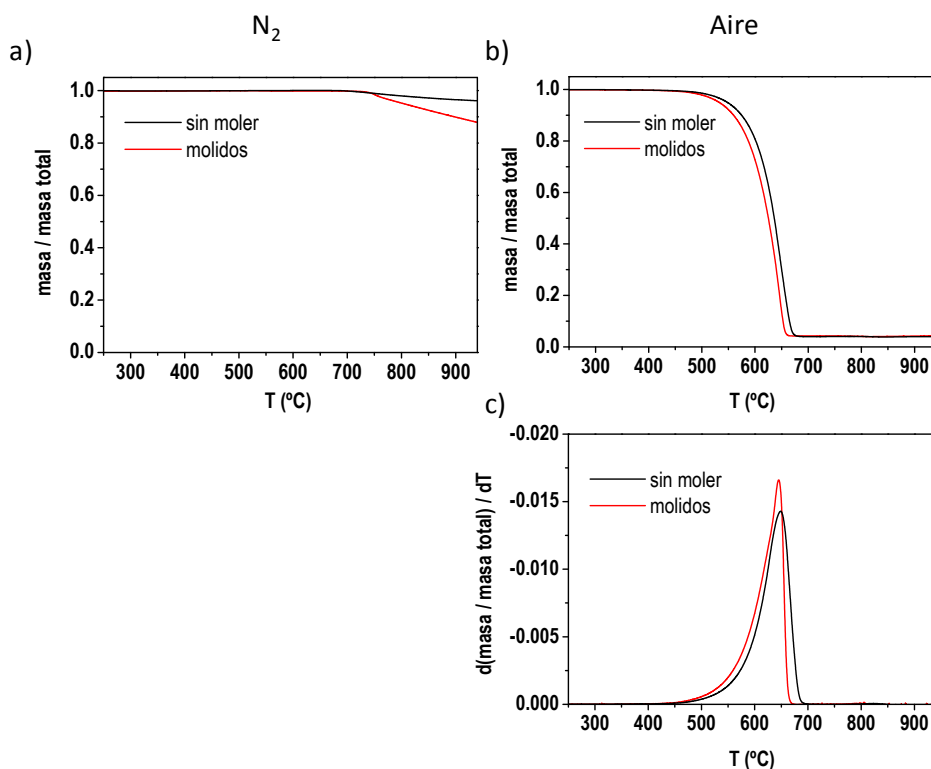 N₂
Aire
a)
1.0
0.8
0.6
0.4
0.2
0.0
masa / masa total
sin moler
molidos
300 400 500 600 700 800 900
T (ºC)
b)
1.0
0.8
0.6
0.4
0.2
0.0
masa / masa total
sin moler
molidos
300 400 500 600 700 800 900
T (ºC)
c)
-0.020
-0.015
-0.010
-0.005
0.000
d(masa / masa total) / dT
sin moler
molidos
300 400 500 600 700 800 900
T (ºC)